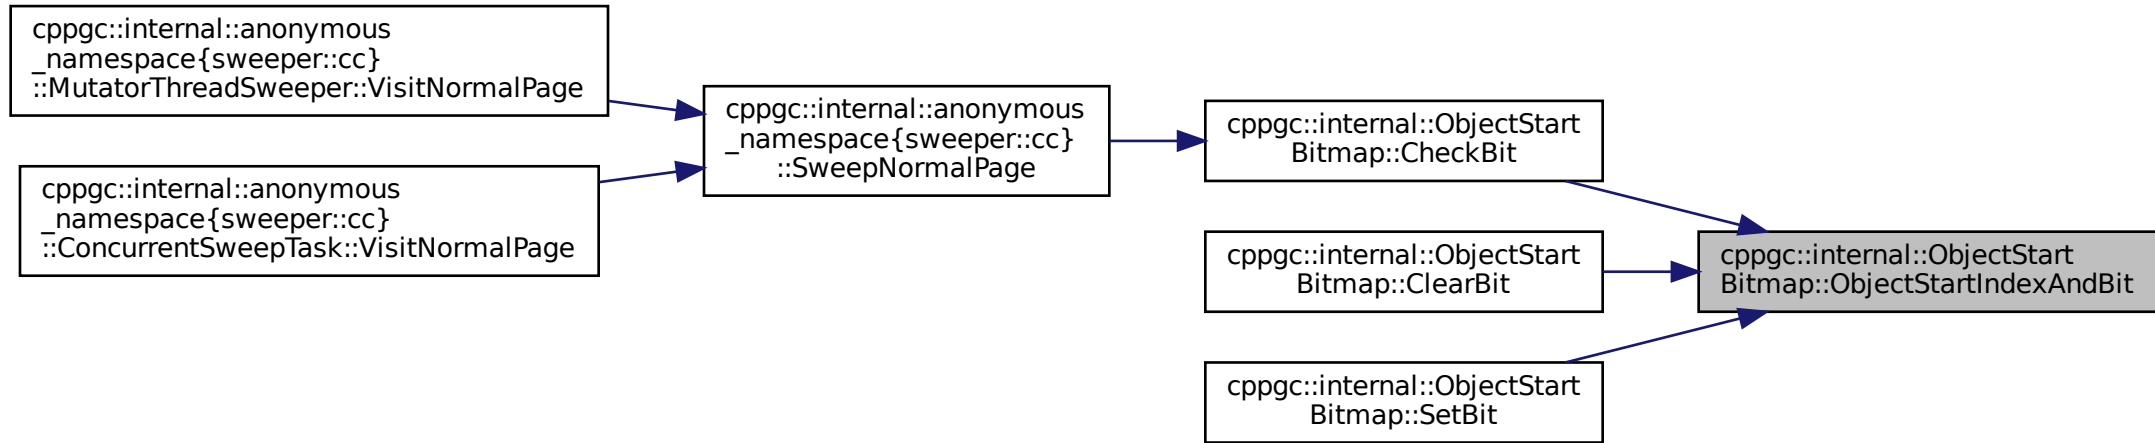 cppgc::internal::anonymous
_namespace{sweeper::cc}
::MutatorThreadSweeper::VisitNormalPage
cppgc::internal::anonymous
_namespace{sweeper::cc}
::ConcurrentSweepTask::VisitNormalPage
cppgc::internal::anonymous
_namespace{sweeper::cc}
::SweepNormalPage
cppgc::internal::ObjectStart
Bitmap::CheckBit
cppgc::internal::ObjectStart
Bitmap::ClearBit
cppgc::internal::ObjectStart
Bitmap::SetBit
cppgc::internal::ObjectStart
Bitmap::ObjectStartIndexAndBit